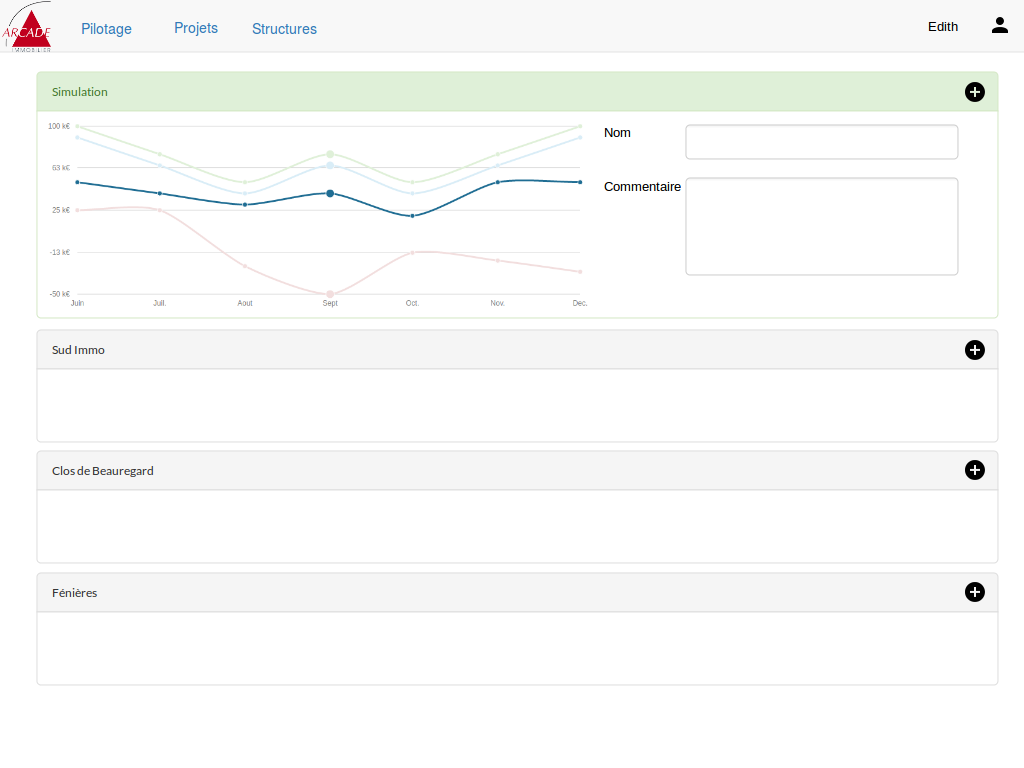 ARCADE
IMMOBILIER
Pilotage Projets Structures Edith
Simulation
100 k€
63 k€
25 k€
-13 k€
-50 k€
Juin Juil. Aout Sept Oct. Nov. Dec.
Nom
Commentaire
Sud Immo
Clos de Beauregard
Fénières